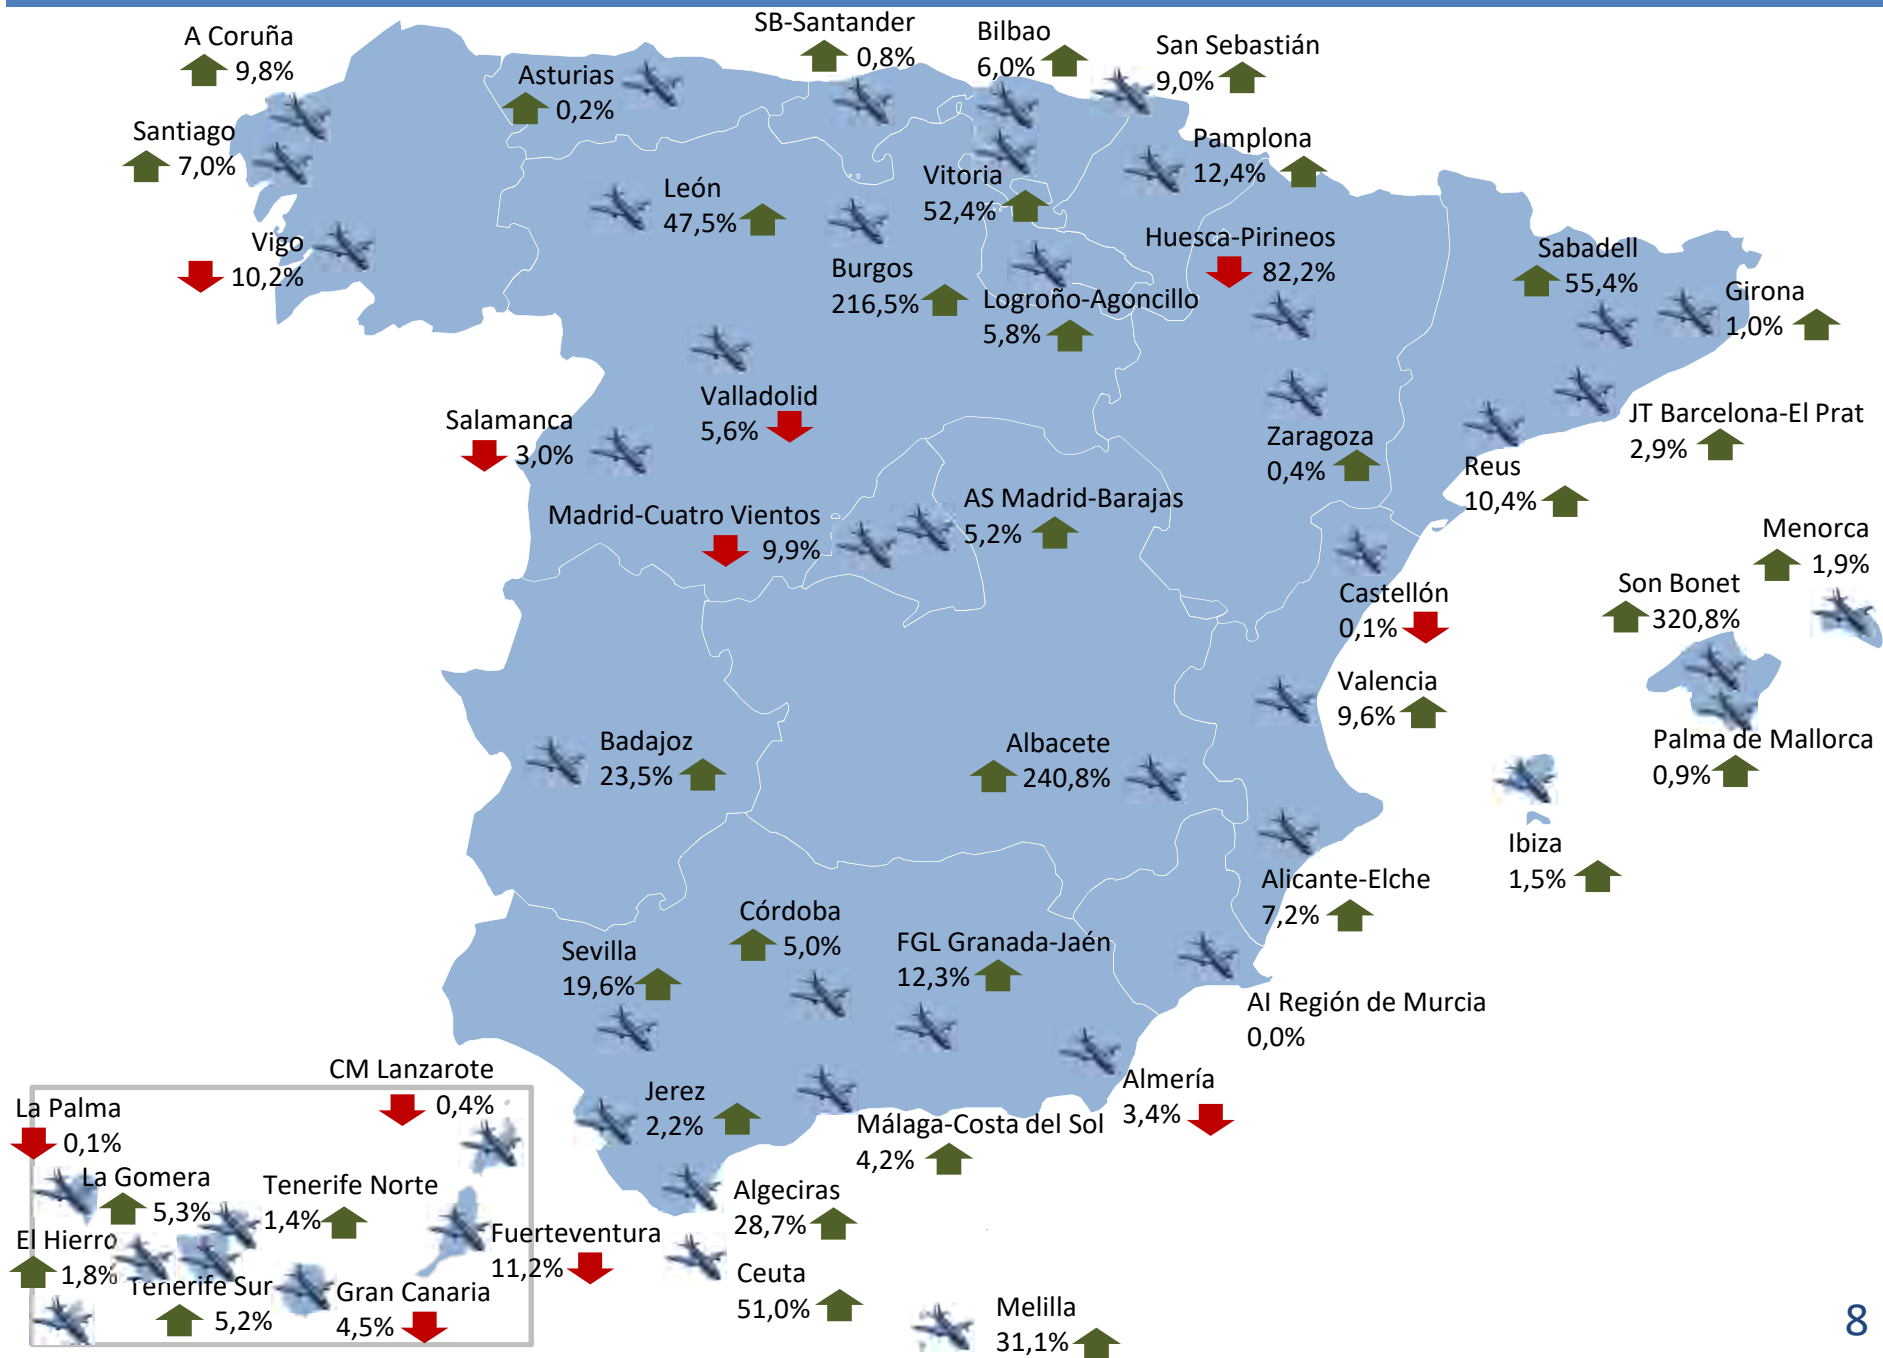 A Coruña
9,8%
SB-Santander
0,8%
Bilbao
6,0%
San Sebastián
9,0%
Asturias
0,2%
Santiago
7,0%
Pamplona
12,4%
León
47,5%
Vitoria
52,4%
Vigo
10,2%
Huesca-Pirineos
82,2%
Sabadell
55,4%
Girona
1,0%
Burgos
216,5%
Logroño-Agoncillo
5,8%
Valladolid
5,6%
Salamanca
3,0%
Zaragoza
0,4%
JT Barcelona-El Prat
2,9%
Reus
10,4%
Madrid-Cuatro Vientos
9,9%
AS Madrid-Barajas
5,2%
Menorca
1,9%
Son Bonet
320,8%
Castellón
0,1%
Valencia
9,6%
Palma de Mallorca
0,9%
Badajoz
23,5%
Albacete
240,8%
Ibiza
1,5%
Alicante-Elche
7,2%
Córdoba
5,0%
Sevilla
19,6%
FGL Granada-Jaén
12,3%
AI Región de Murcia
0,0%
CM Lanzarote
0,4%
La Palma
0,1%
Jerez
2,2%
Almería
3,4%
Málaga-Costa del Sol
4,2%
La Gomera
5,3%
Tenerife Norte
1,4%
Algeciras
28,7%
El Hierro
1,8%
Fuerteventura
11,2%
Tenerife Sur
5,2%
Gran Canaria
4,5%
Ceuta
51,0%
Melilla
31,1%
8